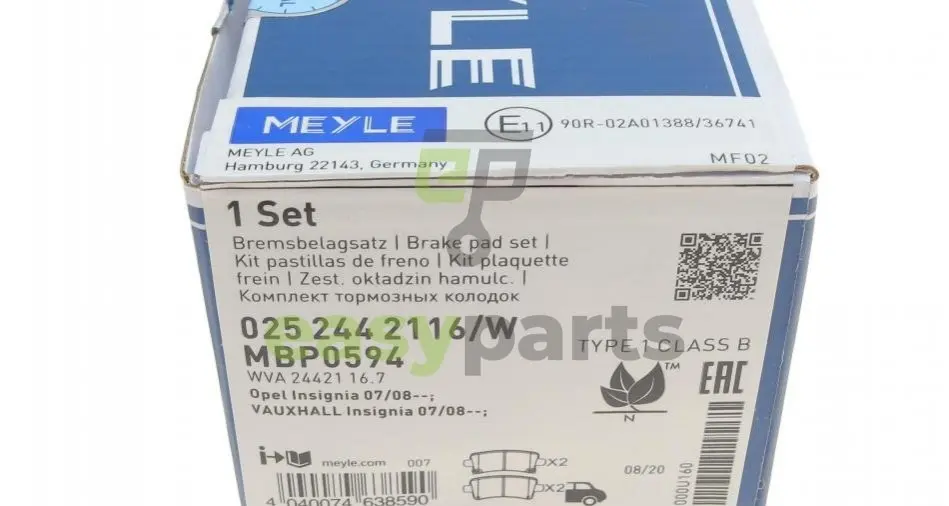 YLE
MEYLE
E11
90R-02A01388/36741
MEYLE AG
Hamburg 22143, Germany
MF02
1 Set
Bremsbelagsatz | Brake pad set |
Kit pastillas de freno | Kit plaquette
frein | Zest. oktadzin hamulc. |
Комплект тормозных колодок
025 244 2116/W
easyparts
MBP0594
TYPE 1 CLASS B
WVA 24421 16.7
Opel Insignia 07/08--;
VAUXHALL Insignia 07/08--;
TM
EAC
N
meyle.com
007
X2
X2
08/20
000U160
4 040074 638590